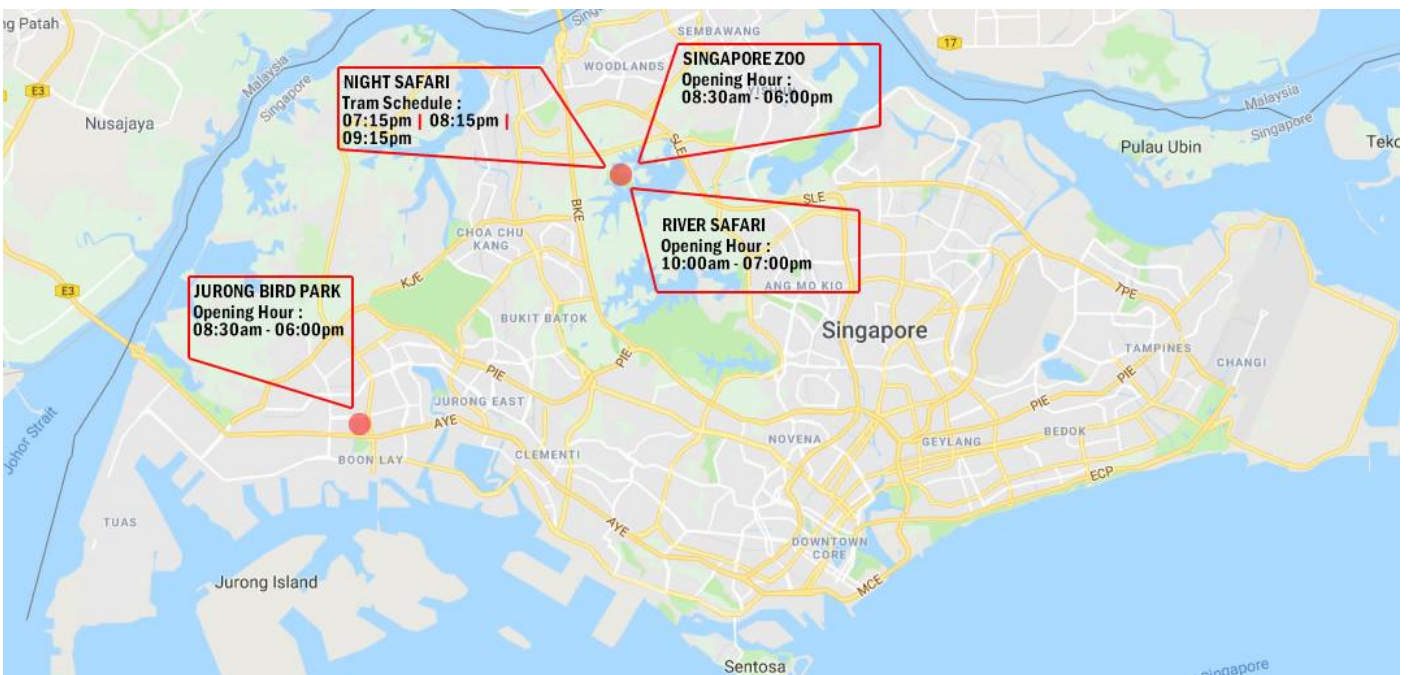 ng Patah
SEMBAWANG
WOODLANDS
17
SINGAPORE ZOO
Opening Hour :
08:30am - 06:00pm
NIGHT SAFARI
Tram Schedule :
07:15pm | 08:15pm |
09:15pm
Malaysia
Singapore
E3
Nusajaya
Malaysia
Singapore
Pulau Ubin
SLE
SLE
BKE
RIVER SAFARI
Opening Hour :
10:00am - 07:00pm
CHOA CHU
KANG
ANG MO KIO
KJE
E3
JURONG BIRD PARK
Opening Hour :
08:30am - 06:00pm
BUKIT BATOK
Singapore
TPE
TAMPINES
CHANGI
PIE
PIE
PIE
PIE
JURONG EAST
AYE
Johor Strait
BOON LAY
CLEMENTI
NOVENA
GEYLANG
BEDOK
ECP
TUAS
AYE
DOWNTOWN
CORE
MCE
Jurong Island
Sentosa
Singapore